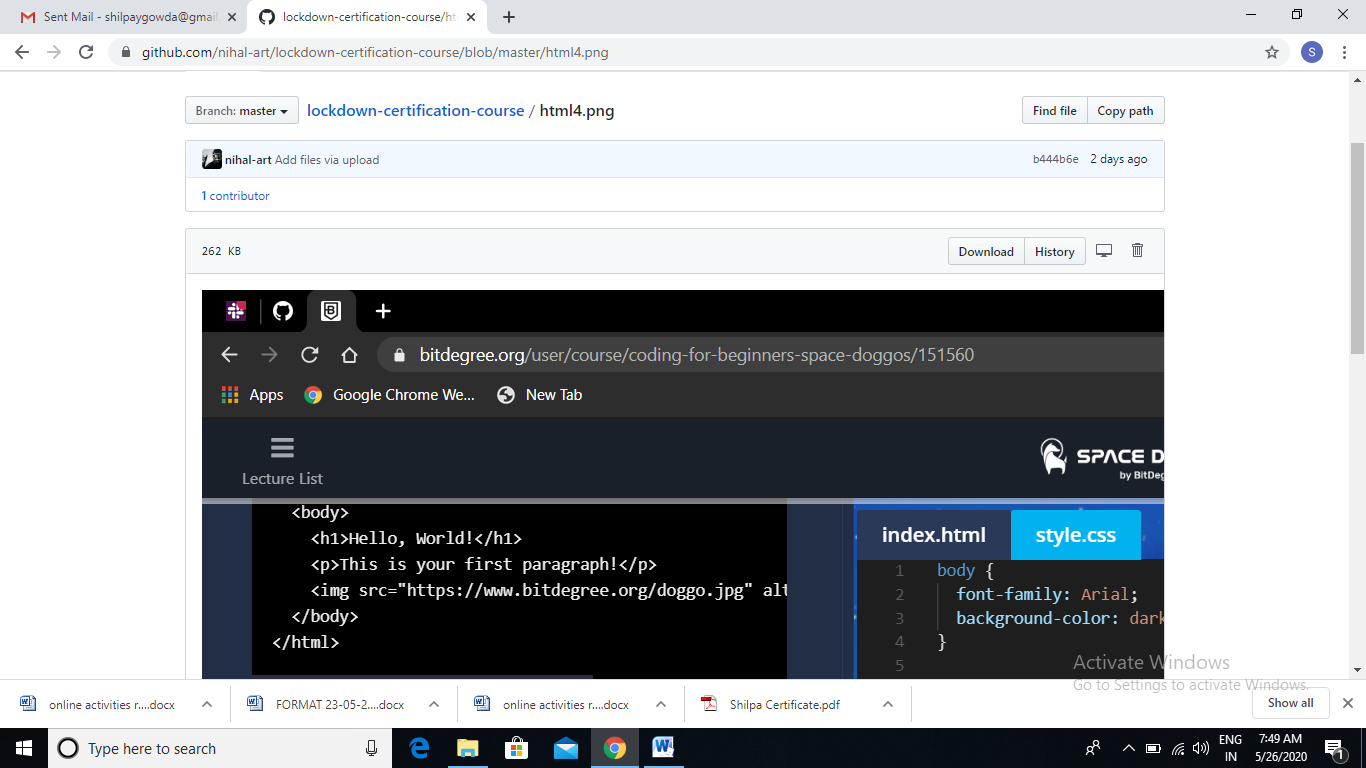 Sent Mail - shilpaygowda@gmai
lockdown-certification-course/ht
github.com/nihal-art/lockdown-certification-course/blob/master/html4.png
S
Branch: master
lockdown-certification-course / html4.png
Find file
Copy path
nihal-art Add files via upload
b444b6e 2 days ago
1 contributor
262 KB
Download
History
bitdegree.org/user/course/coding-for-beginners-space-doggos/151560
Apps
Google Chrome We...
New Tab
Lecture List
SPACE D
by BitDeg
<body>
<h1>Hello, World!</h1>
<p>This is your first paragraph!</p>
<img src="https://www.bitdegree.org/doggo.jpg" alt
</body>
</html>
index.html
style.css
1 body {
2 font-family: Arial;
3 background-color: dark
4 }
5
Activate Windows
Go to Settings to activate Windows.
online activities r....docx
FORMAT 23-05-2....docx
online activities r....docx
Shilpa Certificate.pdf
Show all
Type here to search
ENG
IN
7:49 AM
5/26/2020
1